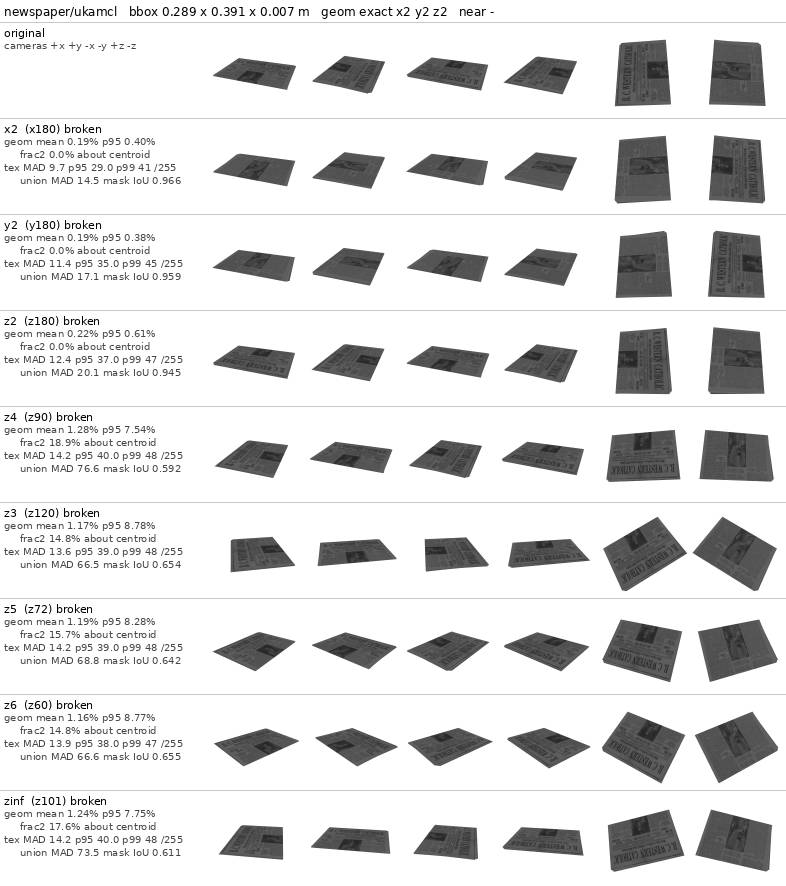 newspaper/ukamcl bbox 0.289 x 0.391 x 0.007 m geom exact x2 y2 z2 near -
original
cameras +x +y -x -y +z -z
x2 (x180) broken
geom mean 0.19% p95 0.40%
frac2 0.0% about centroid
tex MAD 9.7 p95 29.0 p99 41 /255
union MAD 14.5 mask IoU 0.966
y2 (y180) broken
geom mean 0.19% p95 0.38%
frac2 0.0% about centroid
tex MAD 11.4 p95 35.0 p99 45 /255
union MAD 17.1 mask IoU 0.959
z2 (z180) broken
geom mean 0.22% p95 0.61%
frac2 0.0% about centroid
tex MAD 12.4 p95 37.0 p99 47 /255
union MAD 20.1 mask IoU 0.945
z4 (z90) broken
geom mean 1.28% p95 7.54%
frac2 18.9% about centroid
tex MAD 14.2 p95 40.0 p99 48 /255
union MAD 76.6 mask IoU 0.592
z3 (z120) broken
geom mean 1.17% p95 8.78%
frac2 14.8% about centroid
tex MAD 13.6 p95 39.0 p99 48 /255
union MAD 66.5 mask IoU 0.654
z5 (z72) broken
geom mean 1.19% p95 8.28%
frac2 15.7% about centroid
tex MAD 14.2 p95 39.0 p99 48 /255
union MAD 68.8 mask IoU 0.642
z6 (z60) broken
geom mean 1.16% p95 8.77%
frac2 14.8% about centroid
tex MAD 13.9 p95 38.0 p99 47 /255
union MAD 66.6 mask IoU 0.655
zinf (z101) broken
geom mean 1.24% p95 7.75%
frac2 17.6% about centroid
tex MAD 14.2 p95 40.0 p99 48 /255
union MAD 73.5 mask IoU 0.611